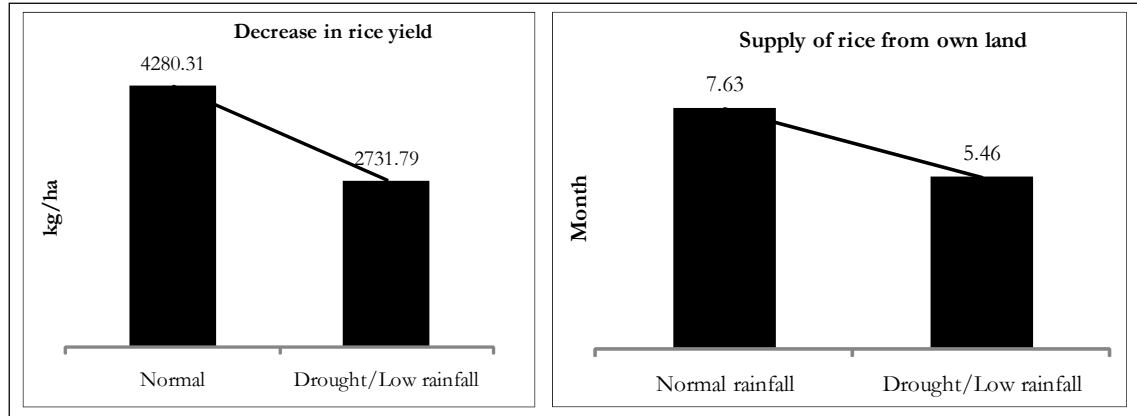 Decrease in rice yield
4280.31
2731.79
kg/ha
Normal
Drought/Low rainfall
Supply of rice from own land
7.63
5.46
Month
Normal rainfall
Drought/Low rainfall